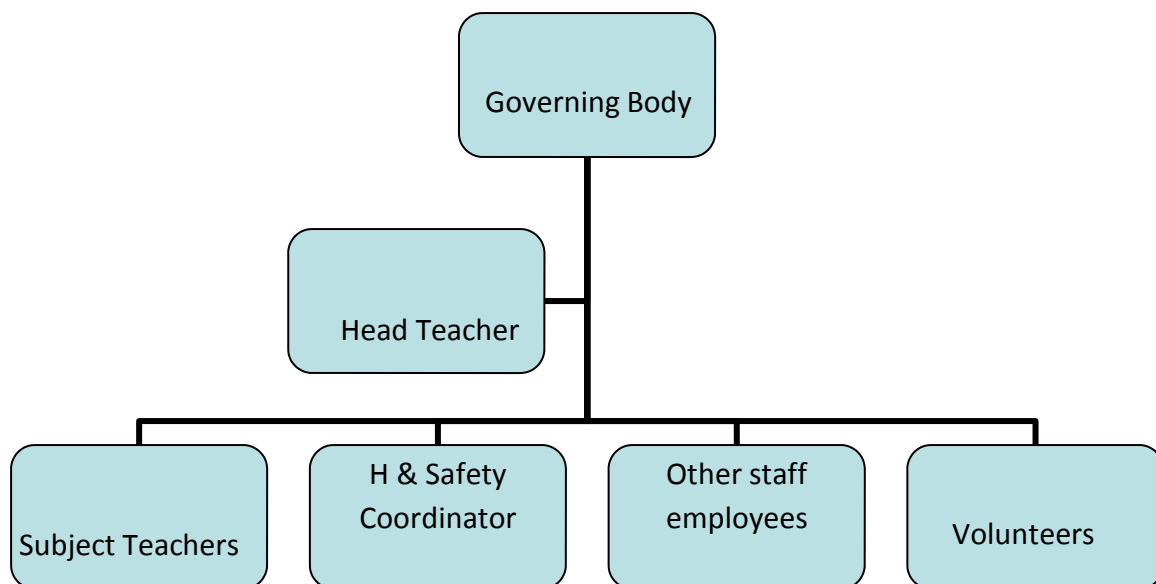 Governing Body
Head Teacher
Subject Teachers
H & Safety
Coordinator
Other staff
employees
Volunteers